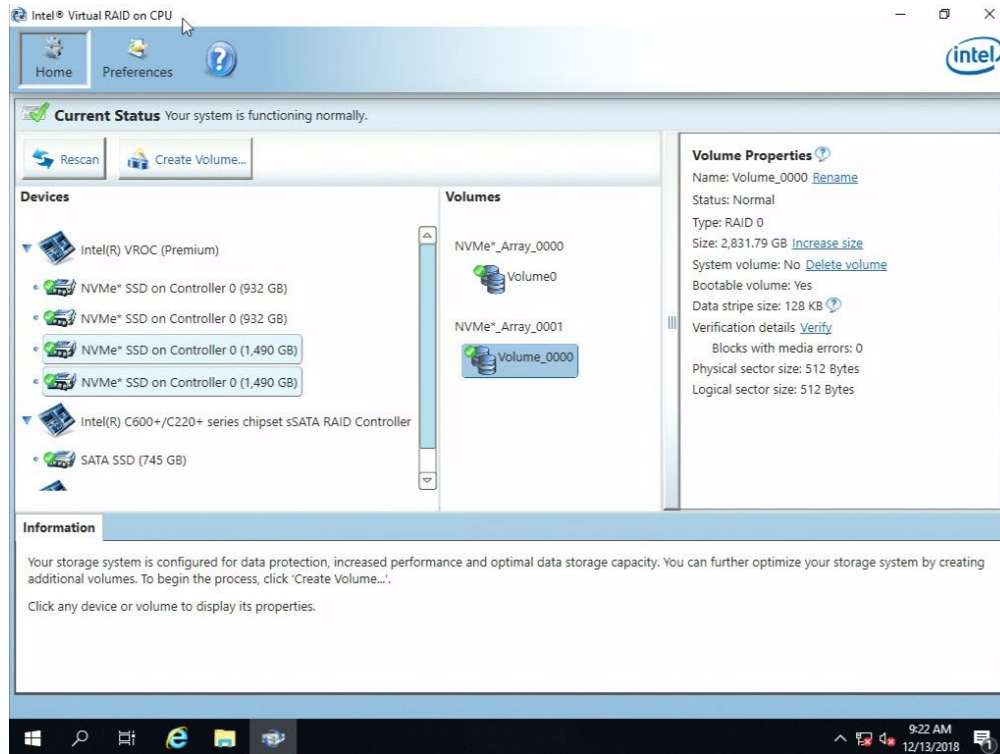 Intel® Virtual RAID on CPU
Home
Preferences
?
intel
Current Status Your system is functioning normally.
Rescan
Create Volume...
Devices
Intel(R) VROC (Premium)
NVMe* SSD on Controller 0 (932 GB)
NVMe* SSD on Controller 0 (932 GB)
NVMe* SSD on Controller 0 (1,490 GB)
NVMe* SSD on Controller 0 (1,490 GB)
Intel(R) C600+/C220+ series chipset sSATA RAID Controller
SATA SSD (745 GB)
Volumes
NVMe*_Array_0000
Volume0
NVMe*_Array_0001
Volume_0000
Volume Properties ?
Name: Volume_0000 Rename
Status: Normal
Type: RAID 0
Size: 2,831.79 GB Increase size
System volume: No Delete volume
Bootable volume: Yes
Data stripe size: 128 KB ?
Verification details Verify
Blocks with media errors: 0
Physical sector size: 512 Bytes
Logical sector size: 512 Bytes
Information
Your storage system is configured for data protection, increased performance and optimal data storage capacity. You can further optimize your storage system by creating
additional volumes. To begin the process, click 'Create Volume...'.
Click any device or volume to display its properties.
9:22 AM
12/13/2018
1